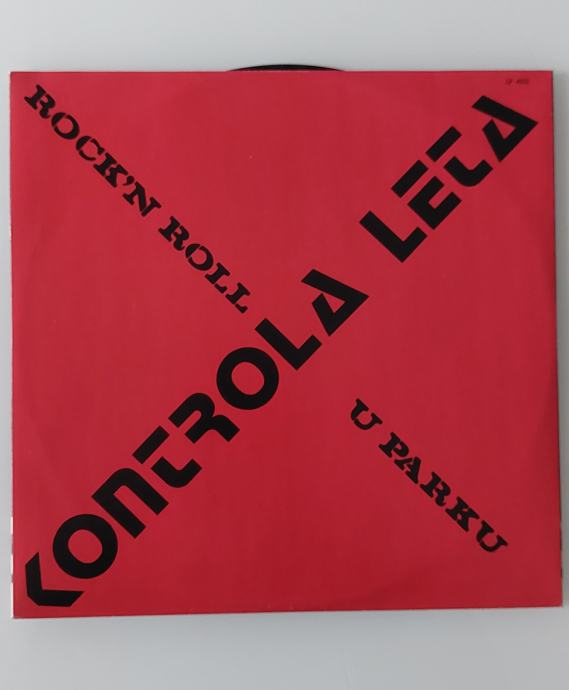 ROCK'N ROLL
U PARKU
KONTROLA LETA